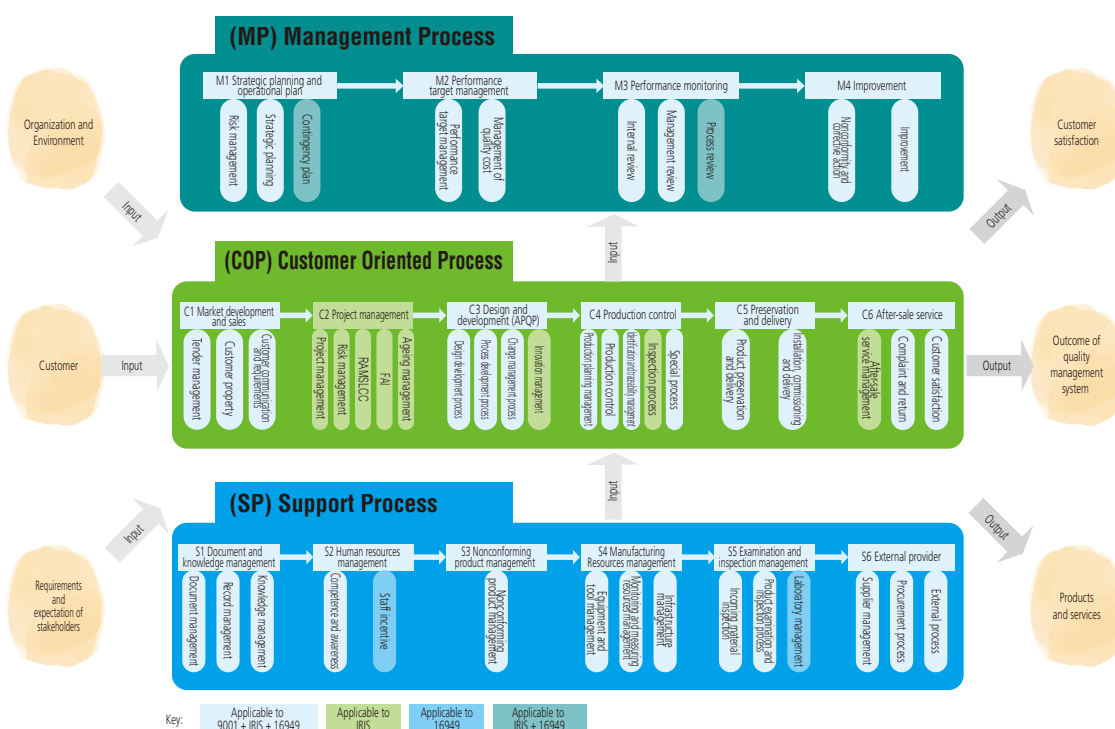 (MP) Management Process
M1 Strategic planning and
operational plan
Risk management
Strategic planning
Contingency plan
M2 Performance
target management
Performance
target management
Management of
quality cost
M3 Performance monitoring
Internal review
Management review
Process review
M4 Improvement
Nonconformity and
corrective action
Improvement
Organization and
Environment
Input
Customer
satisfaction
Output
Input
(COP) Customer Oriented Process
C1 Market development
and sales
Tender management
Customer property
Customer communication
and requirements
C2 Project management
Project management
Risk management
RAMSLCC
FAI
Ageing management
C3 Design and
development (APQP)
Design development process
Process development process
Change management process
Innovation management
C4 Production control
Production planning management
Production control
Identification and traceability management
Inspection process
Special process
C5 Preservation
and delivery
Product preservation
and delivery
Installation, commissioning
and delivery
C6 After-sale service
After-sale
service management
Complaint and return
Customer satisfaction
Customer
Input
Output
Outcome of
quality
management
system
Input
(SP) Support Process
S1 Document and
knowledge management
Document management
Record management
Knowledge management
S2 Human resources
management
Competence and awareness
Staff incentive
S3 Nonconforming
product management
Nonconforming
product management
S4 Manufacturing
Resources management
Equipment and
tool management
Monitoring and measuring
resources management
Infrastructure
management
S5 Examination and
inspection management
Incoming material
inspection
Product examination and
inspection process
Laboratory management
S6 External provider
Supplier management
Procurement process
External process
Input
Requirements
and
expectation of
stakeholders
Output
Products
and services
Key:
Applicable to
9001 + IRIS + 16949
Applicable to
IRIS
Applicable to
16949
Applicable to
IRIS + 16949